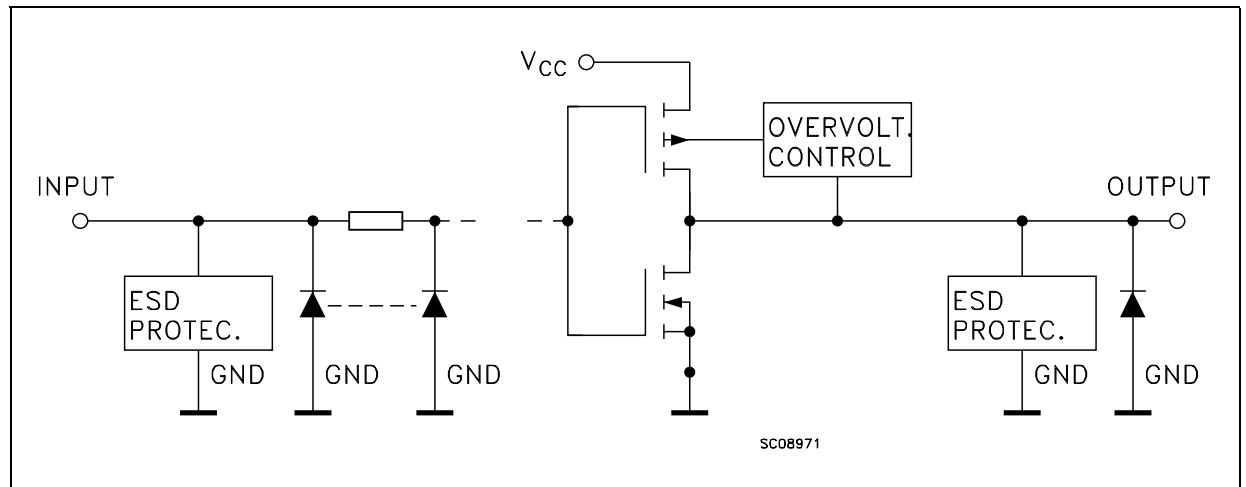 VCC
OVERVOLT.
CONTROL
INPUT
OUTPUT
ESD
PROTEC.
ESD
PROTEC.
GND
GND
GND
GND
GND
SC08971